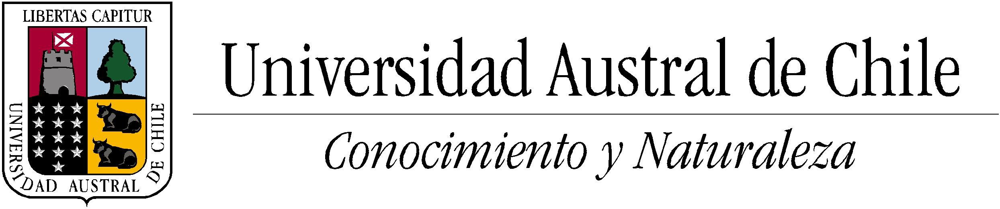 LIBERTAS CAPITUR
UNIVERSIDAD AUSTRAL DE CHILE
Universidad Austral de Chile
Conocimiento y Naturaleza